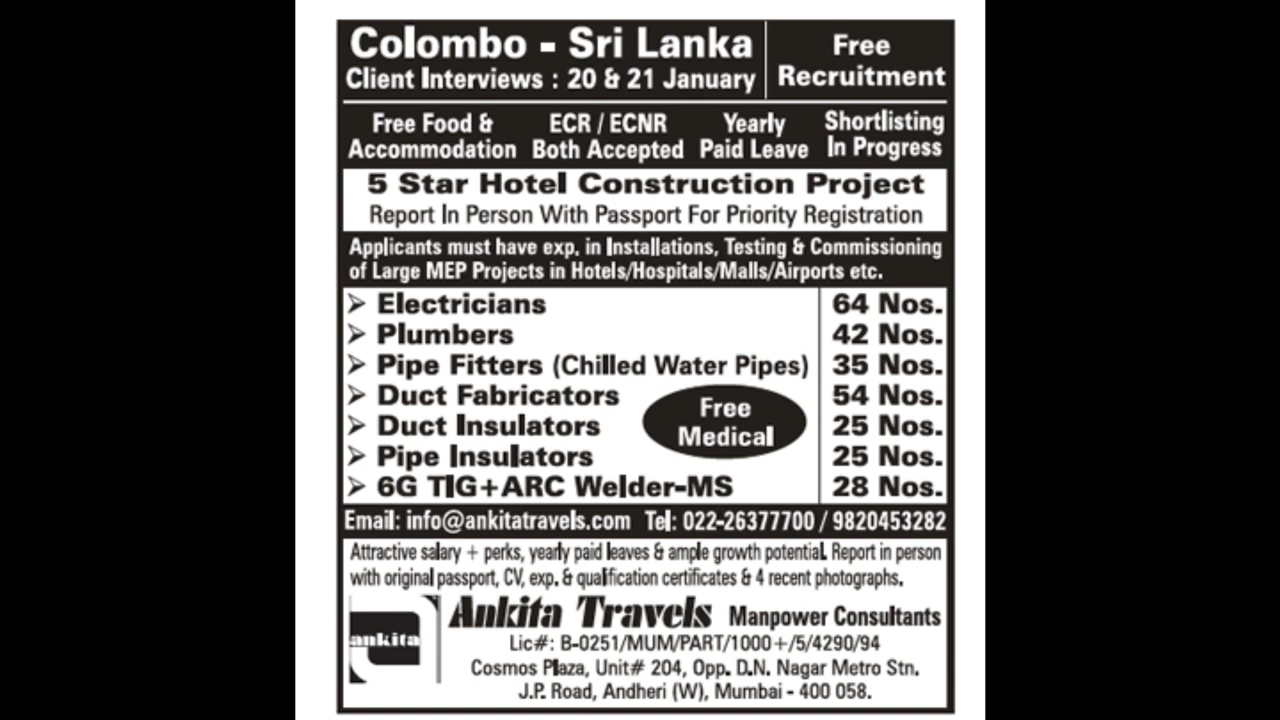 Colombo - Sri Lanka
Client Interviews : 20 & 21 January
Free
Recruitment
Free Food &
Accommodation
ECR / ECNR
Both Accepted
Yearly
Paid Leave
Shortlisting
In Progress
5 Star Hotel Construction Project
Report In Person With Passport For Priority Registration
Applicants must have exp. in Installations, Testing & Commissioning
of Large MEP Projects in Hotels/Hospitals/Malls/Airports etc.
➢ Electricians 64 Nos.
➢ Plumbers 42 Nos.
➢ Pipe Fitters (Chilled Water Pipes) 35 Nos.
➢ Duct Fabricators 54 Nos.
➢ Duct Insulators 25 Nos.
➢ Pipe Insulators 25 Nos.
➢ 6G TIG+ARC Welder-MS 28 Nos.
Free
Medical
Email: info@ankitatravels.com Tel: 022-26377700 / 9820453282
Attractive salary + perks, yearly paid leaves & ample growth potential. Report in person
with original passport, CV, exp. & qualification certificates & 4 recent photographs.
ankita
Ankita Travels Manpower Consultants
Lic#: B-0251/MUM/PART/1000+/5/4290/94
Cosmos Plaza, Unit# 204, Opp. D.N. Nagar Metro Stn.
J.P. Road, Andheri (W), Mumbai - 400 058.